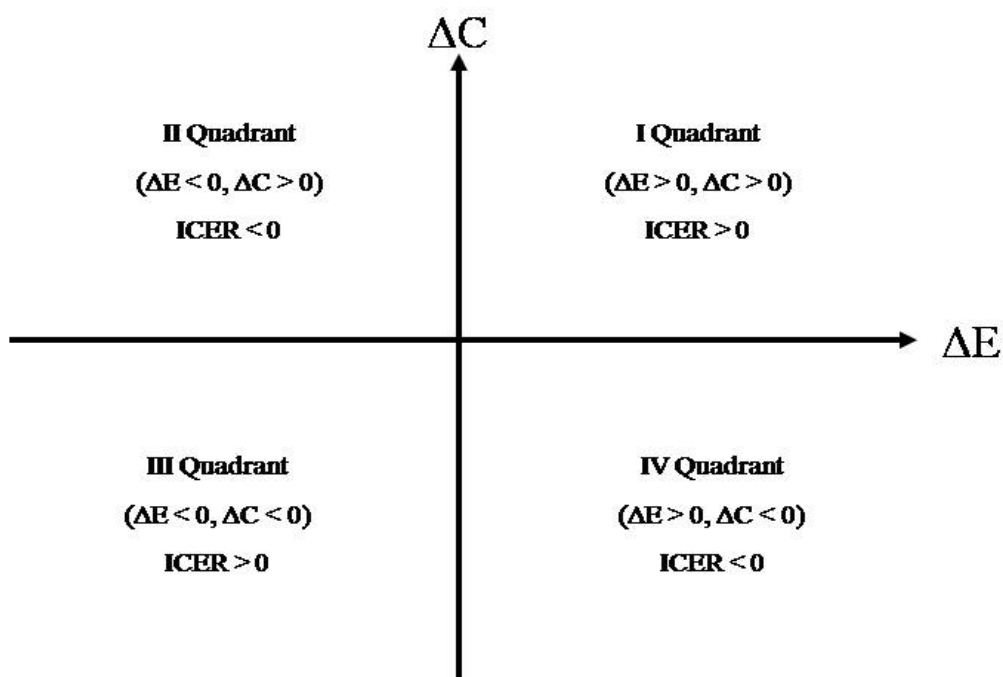 ΔC
II Quadrant
(ΔE < 0, ΔC > 0)
ICER < 0
I Quadrant
(ΔE > 0, ΔC > 0)
ICER > 0
ΔE
III Quadrant
(ΔE < 0, ΔC < 0)
ICER > 0
IV Quadrant
(ΔE > 0, ΔC < 0)
ICER < 0